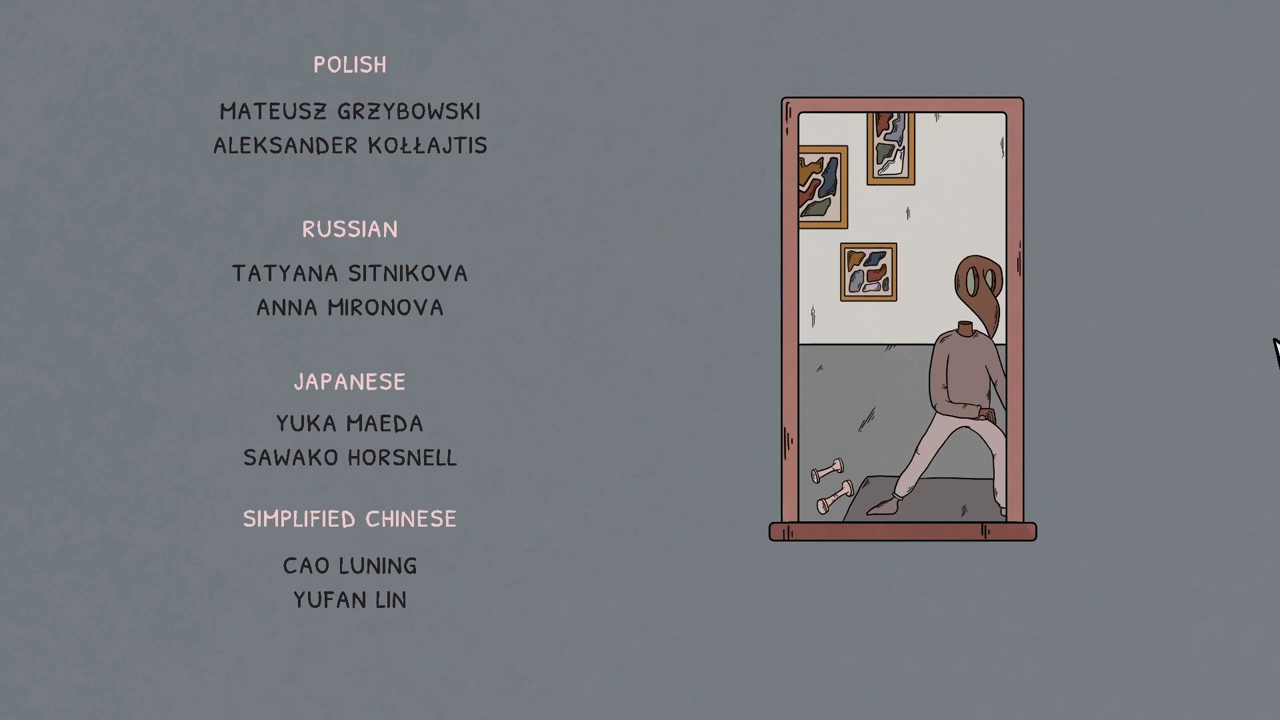 POLISH
MATEUSZ GRZYBOWSKI
ALEKSANDER KOŁŁAJTIS
RUSSIAN
TATYANA SITNIKOVA
ANNA MIRONOVA
JAPANESE
YUKA MAEDA
SAWAKO HORSNELL
SIMPLIFIED CHINESE
CAO LUNING
YUFAN LIN